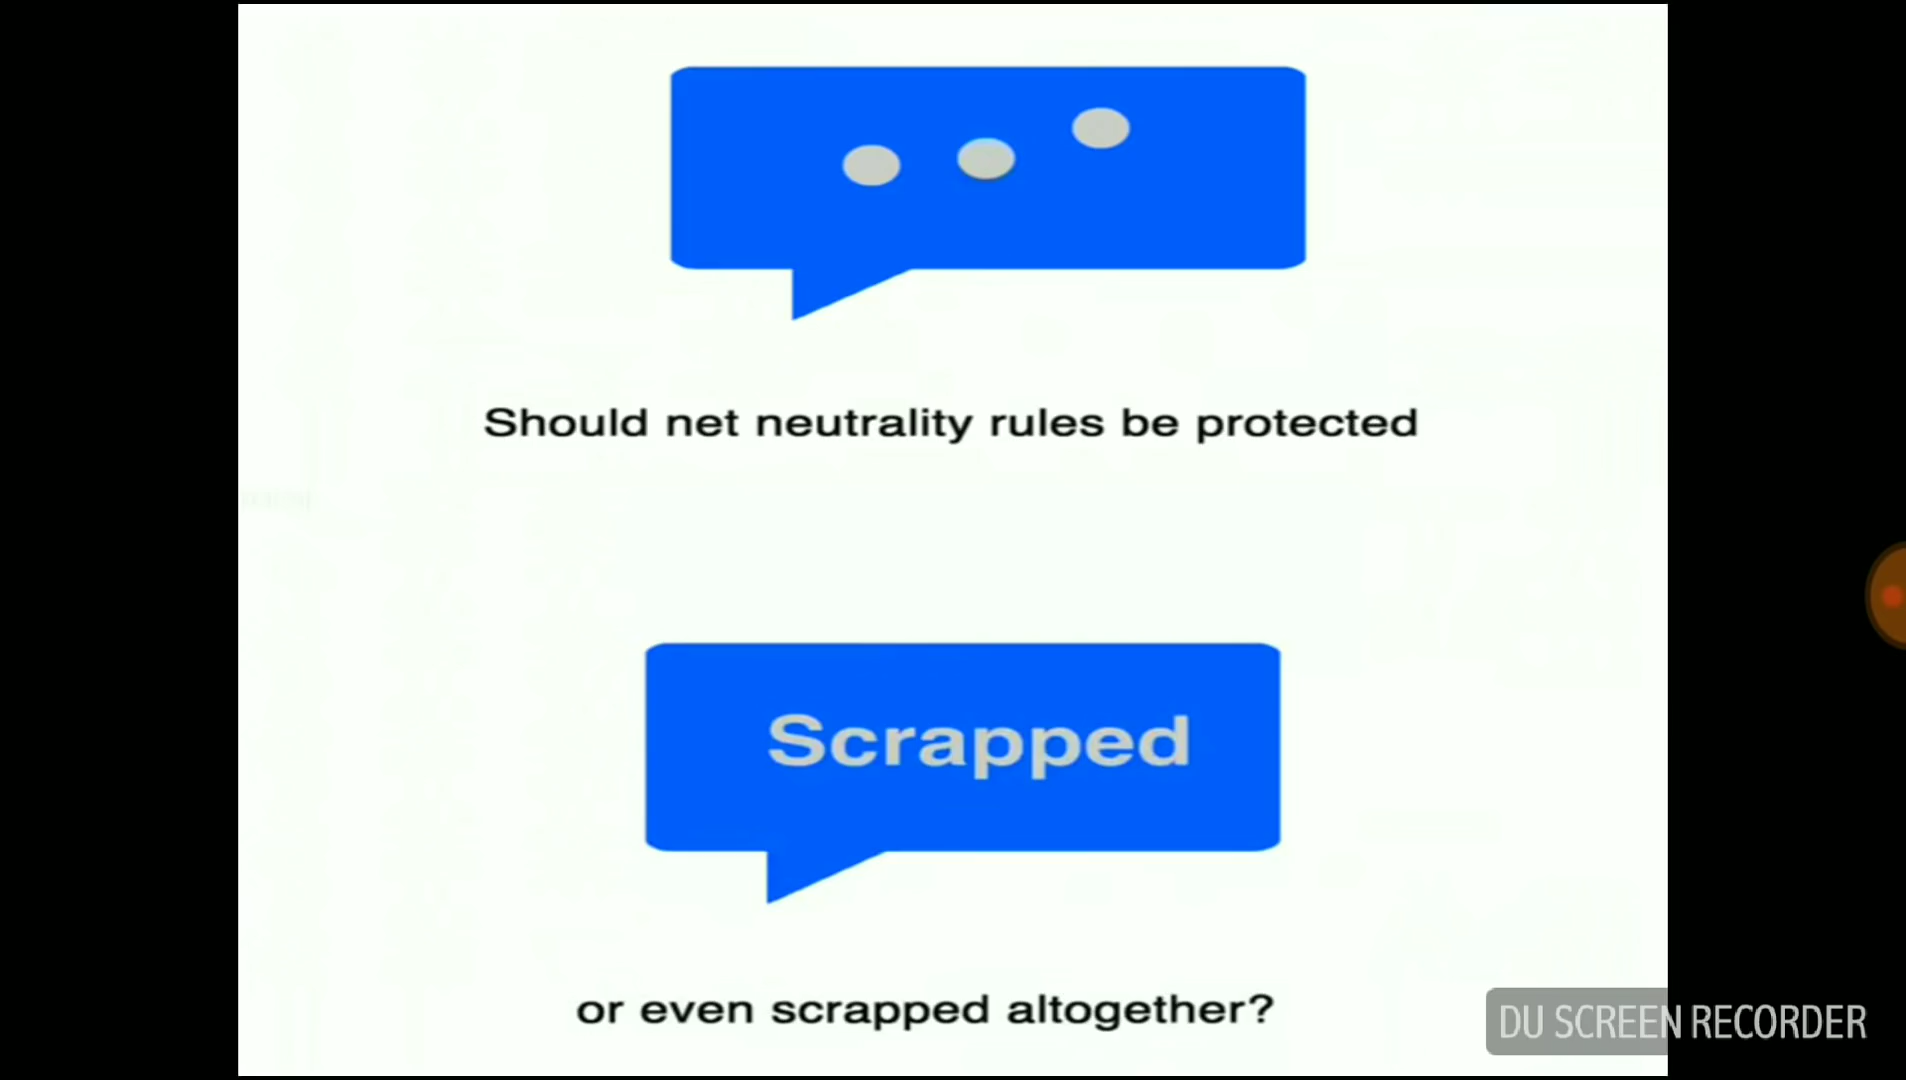 Should net neutrality rules be protected
Scrapped
or even scrapped altogether?
DU SCREEN RECORDER